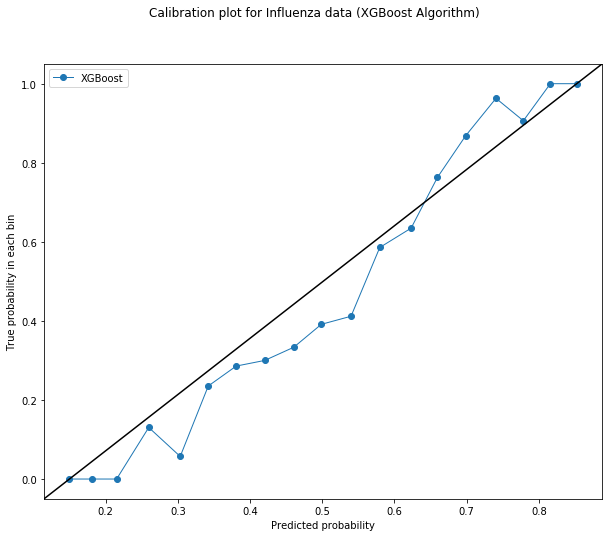 Calibration plot for Influenza data (XGBoost Algorithm)
XGBoost
1.0
0.8
0.6
0.4
0.2
0.0
True probability in each bin
0.2 0.3 0.4 0.5 0.6 0.7 0.8
Predicted probability